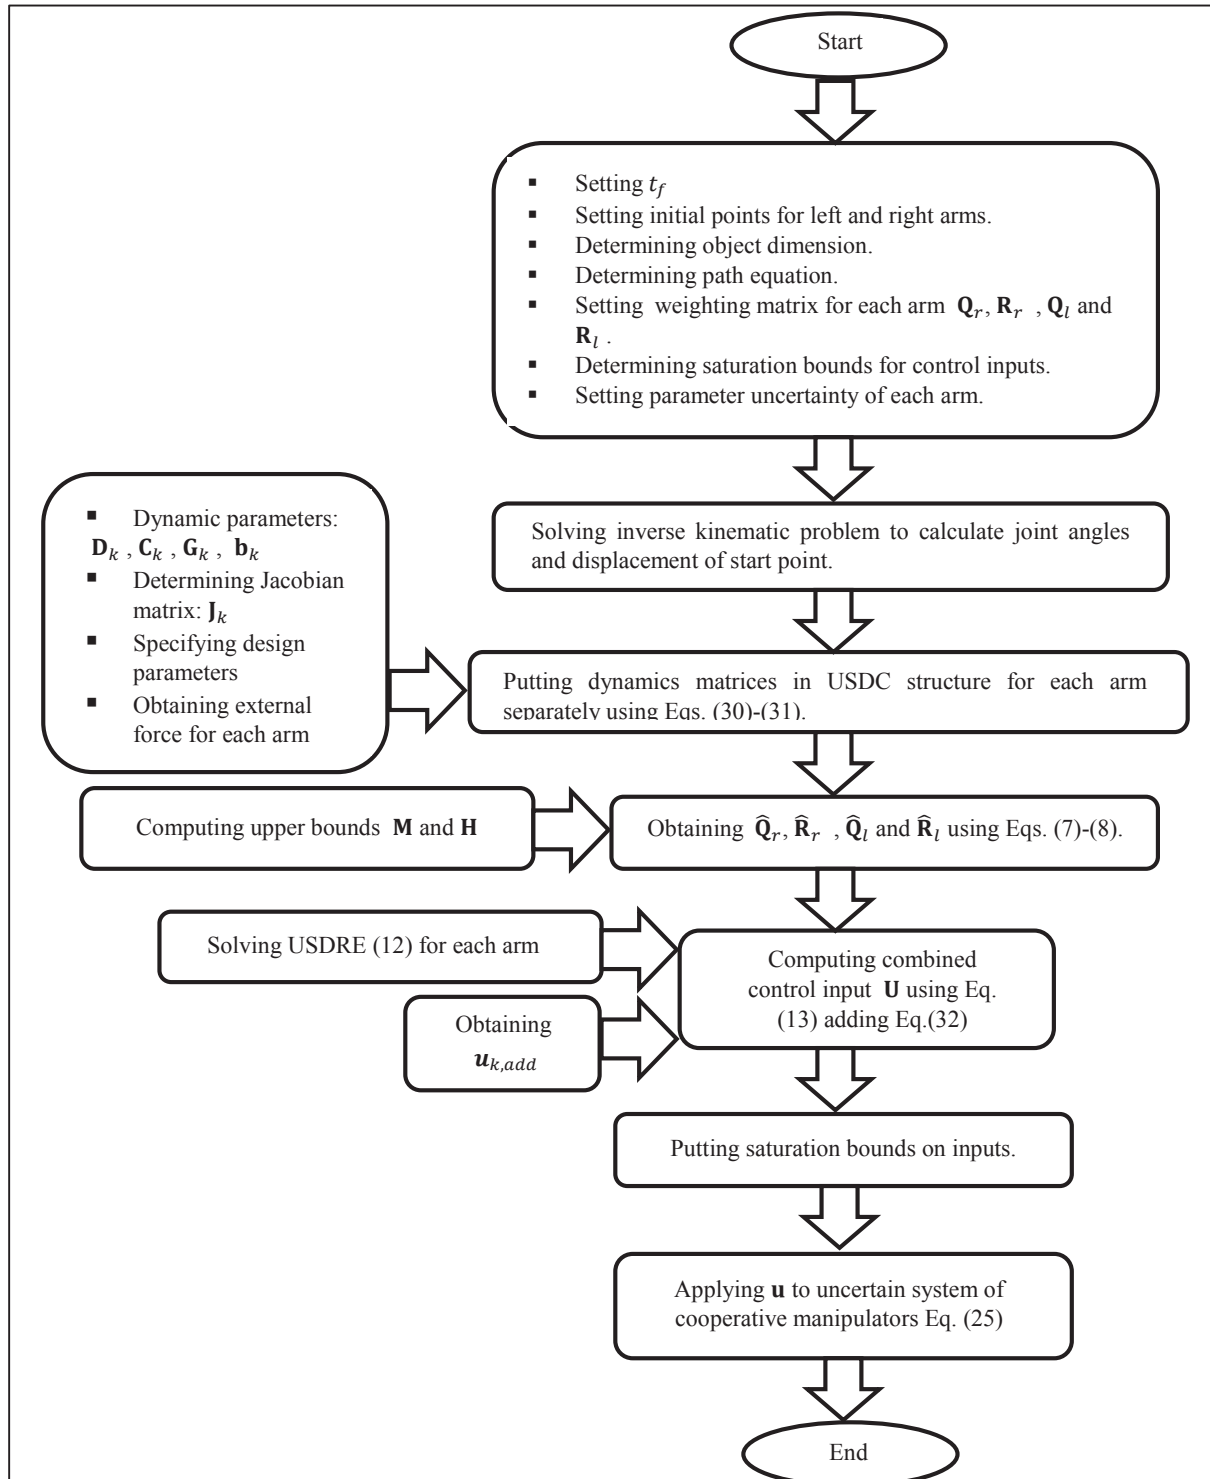 Start
▪ Setting t_f
▪ Setting initial points for left and right arms.
▪ Determining object dimension.
▪ Determining path equation.
▪ Setting weighting matrix for each arm 𝐐_r, 𝐑_r , 𝐐_l and
𝐑_l .
▪ Determining saturation bounds for control inputs.
▪ Setting parameter uncertainty of each arm.
Solving inverse kinematic problem to calculate joint angles
and displacement of start point.
▪ Dynamic parameters:
𝐃_k , 𝐂_k , 𝐆_k , 𝐛_k
▪ Determining Jacobian
matrix: 𝐉_k
▪ Specifying design
parameters
▪ Obtaining external
force for each arm
Putting dynamics matrices in USDC structure for each arm
separately using Eqs. (30)-(31).
Computing upper bounds 𝐌 and 𝐇
Obtaining 𝐐̂_r, 𝐑̂_r , 𝐐̂_l and 𝐑̂_l using Eqs. (7)-(8).
Solving USDRE (12) for each arm
Obtaining
𝒖_{k,add}
Computing combined
control input 𝐔 using Eq.
(13) adding Eq.(32)
Putting saturation bounds on inputs.
Applying 𝐮 to uncertain system of
cooperative manipulators Eq. (25)
End